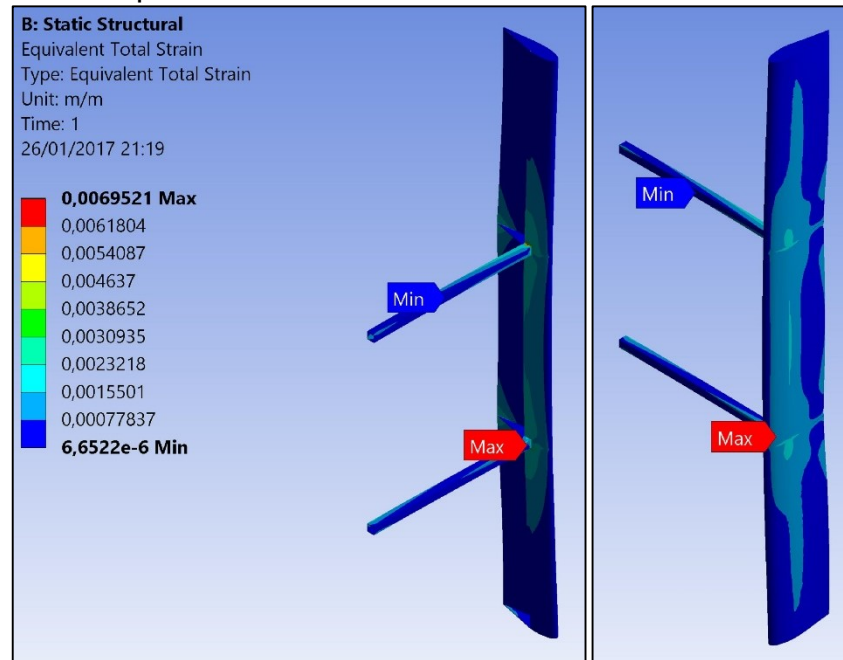 B: Static Structural
Equivalent Total Strain
Type: Equivalent Total Strain
Unit: m/m
Time: 1
26/01/2017 21:19
0,0069521 Max
0,0061804
0,0054087
0,004637
0,0038652
0,0030935
0,0023218
0,0015501
0,00077837
6,6522e-6 Min
Min
Max
Min
Max